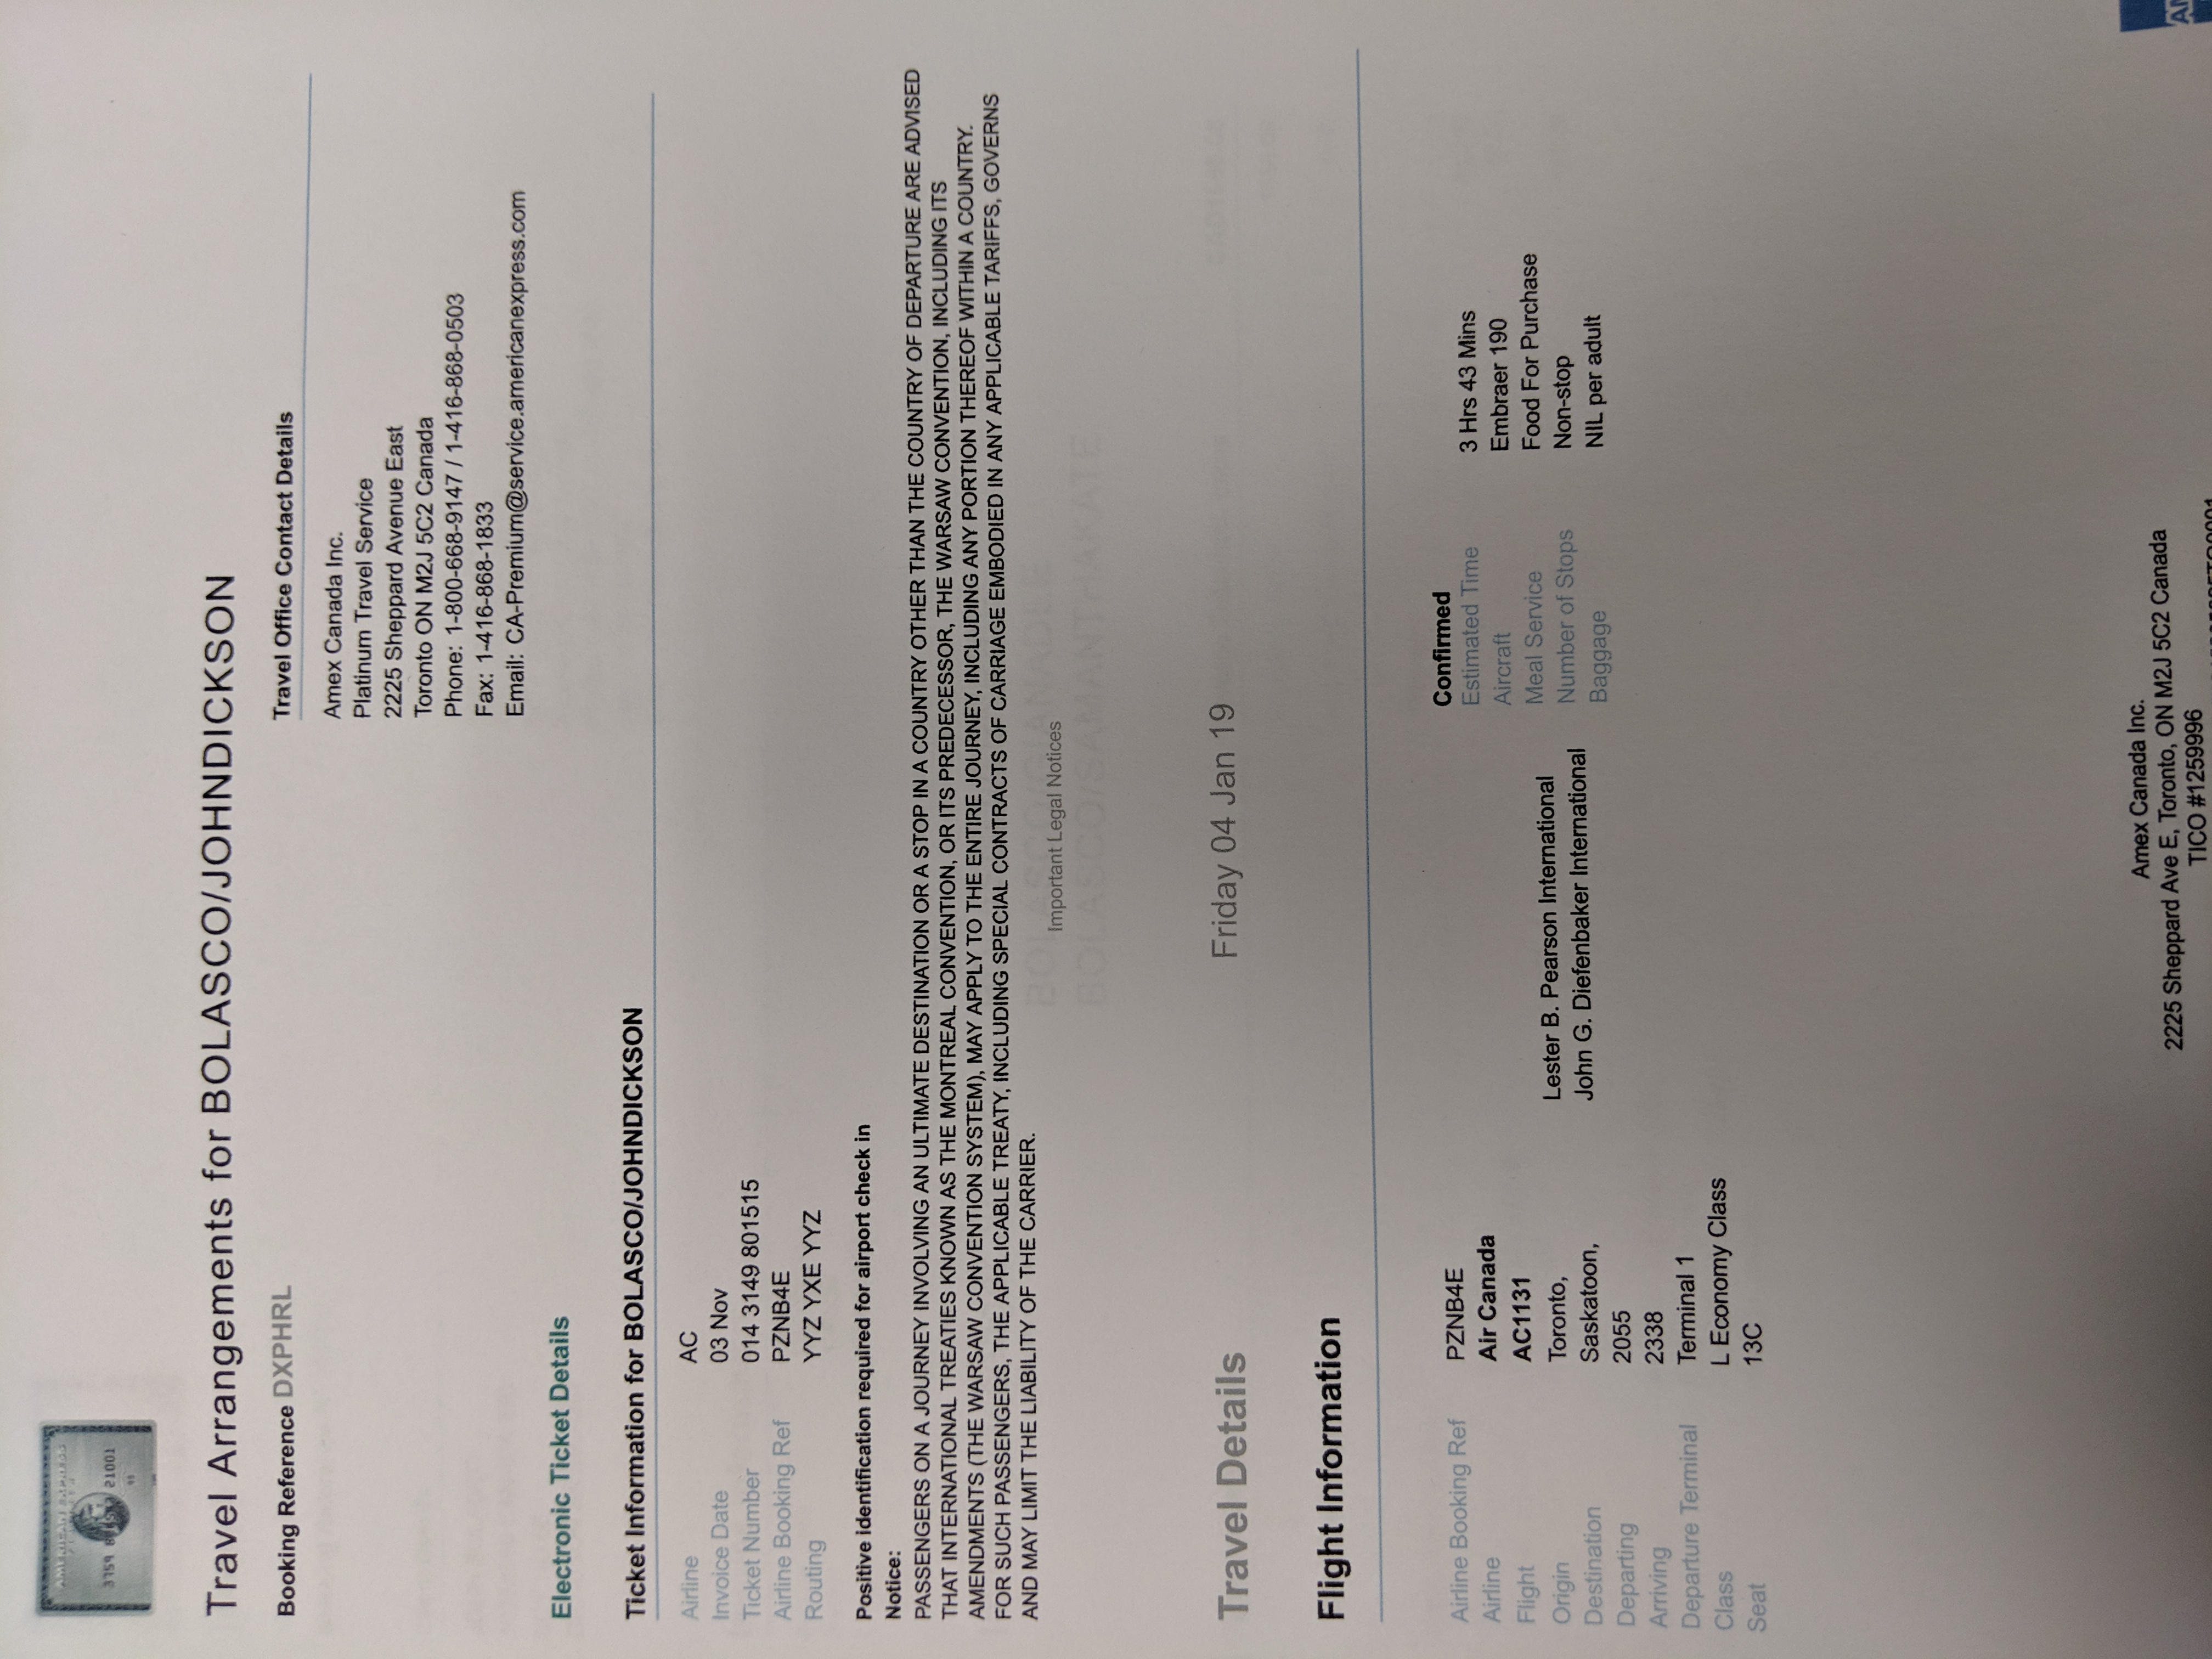 AMERICAN EXPRESS
3759 21001
Travel Arrangements for BOLASCO/JOHNDICKSON
Booking Reference DXPHRL
Travel Office Contact Details
Amex Canada Inc.
Platinum Travel Service
2225 Sheppard Avenue East
Toronto ON M2J 5C2 Canada
Phone: 1-800-668-9147 / 1-416-868-0503
Fax: 1-416-868-1833
Email: CA-Premium@service.americanexpress.com
Electronic Ticket Details
Ticket Information for BOLASCO/JOHNDICKSON
Airline AC
Invoice Date 03 Nov
Ticket Number 014 3149 801515
Airline Booking Ref PZNB4E
Routing YYZ YXE YYZ
Positive identification required for airport check in
Notice:
PASSENGERS ON A JOURNEY INVOLVING AN ULTIMATE DESTINATION OR A STOP IN A COUNTRY OTHER THAN THE COUNTRY OF DEPARTURE ARE ADVISED
THAT INTERNATIONAL TREATIES KNOWN AS THE MONTREAL CONVENTION, OR ITS PREDECESSOR, THE WARSAW CONVENTION, INCLUDING ITS
AMENDMENTS (THE WARSAW CONVENTION SYSTEM), MAY APPLY TO THE ENTIRE JOURNEY, INCLUDING ANY PORTION THEREOF WITHIN A COUNTRY.
FOR SUCH PASSENGERS, THE APPLICABLE TREATY, INCLUDING SPECIAL CONTRACTS OF CARRIAGE EMBODIED IN ANY APPLICABLE TARIFFS, GOVERNS
AND MAY LIMIT THE LIABILITY OF THE CARRIER.
BOLASCO/GIANADEE
Important Legal Notices
BOLASCO/SAMANTHAKATE
Travel Details Friday 04 Jan 19
Flight Information
Airline Booking Ref PZNB4E
Airline Air Canada
Flight AC1131
Origin Toronto, Lester B. Pearson International
Destination Saskatoon, John G. Diefenbaker International
Departing 2055
Arriving 2338
Departure Terminal Terminal 1
Class L Economy Class
Seat 13C
Confirmed
Estimated Time 3 Hrs 43 Mins
Aircraft Embraer 190
Meal Service Food For Purchase
Number of Stops Non-stop
Baggage NIL per adult
Amex Canada Inc.
2225 Sheppard Ave E, Toronto, ON M2J 5C2 Canada
TICO #1259996